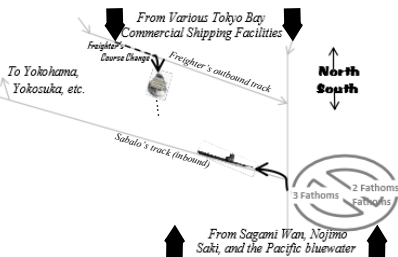 From Various Tokyo Bay
Commercial Shipping Facilities
Freighter's
Course Change
Freighter's outbound track
To Yokohama,
Yokosuka, etc.
North
South
Sabalo's track (inbound)
3 Fathoms
2 Fathoms
Fathoms
From Sagami Wan, Nojimo
Saki, and the Pacific bluewater